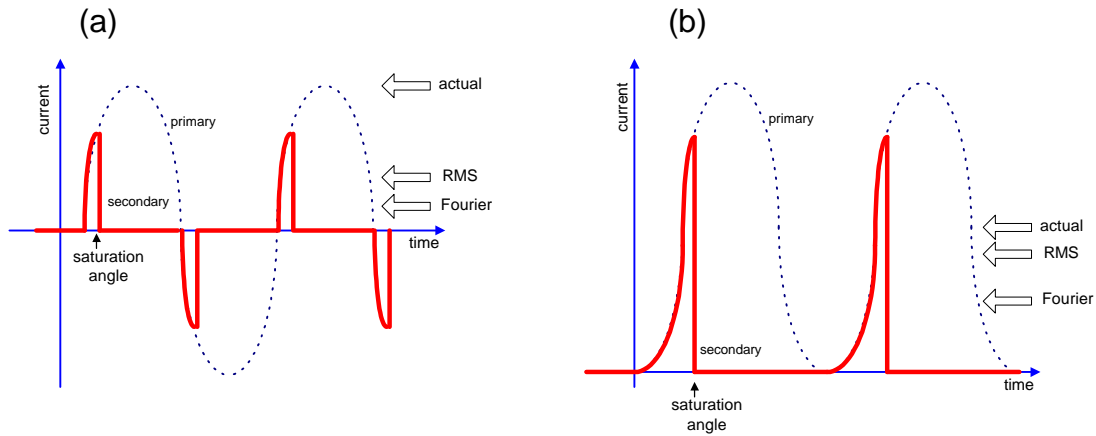 (a)
current
actual
primary
RMS
secondary
Fourier
time
saturation
angle
(b)
current
primary
actual
RMS
Fourier
secondary
time
saturation
angle